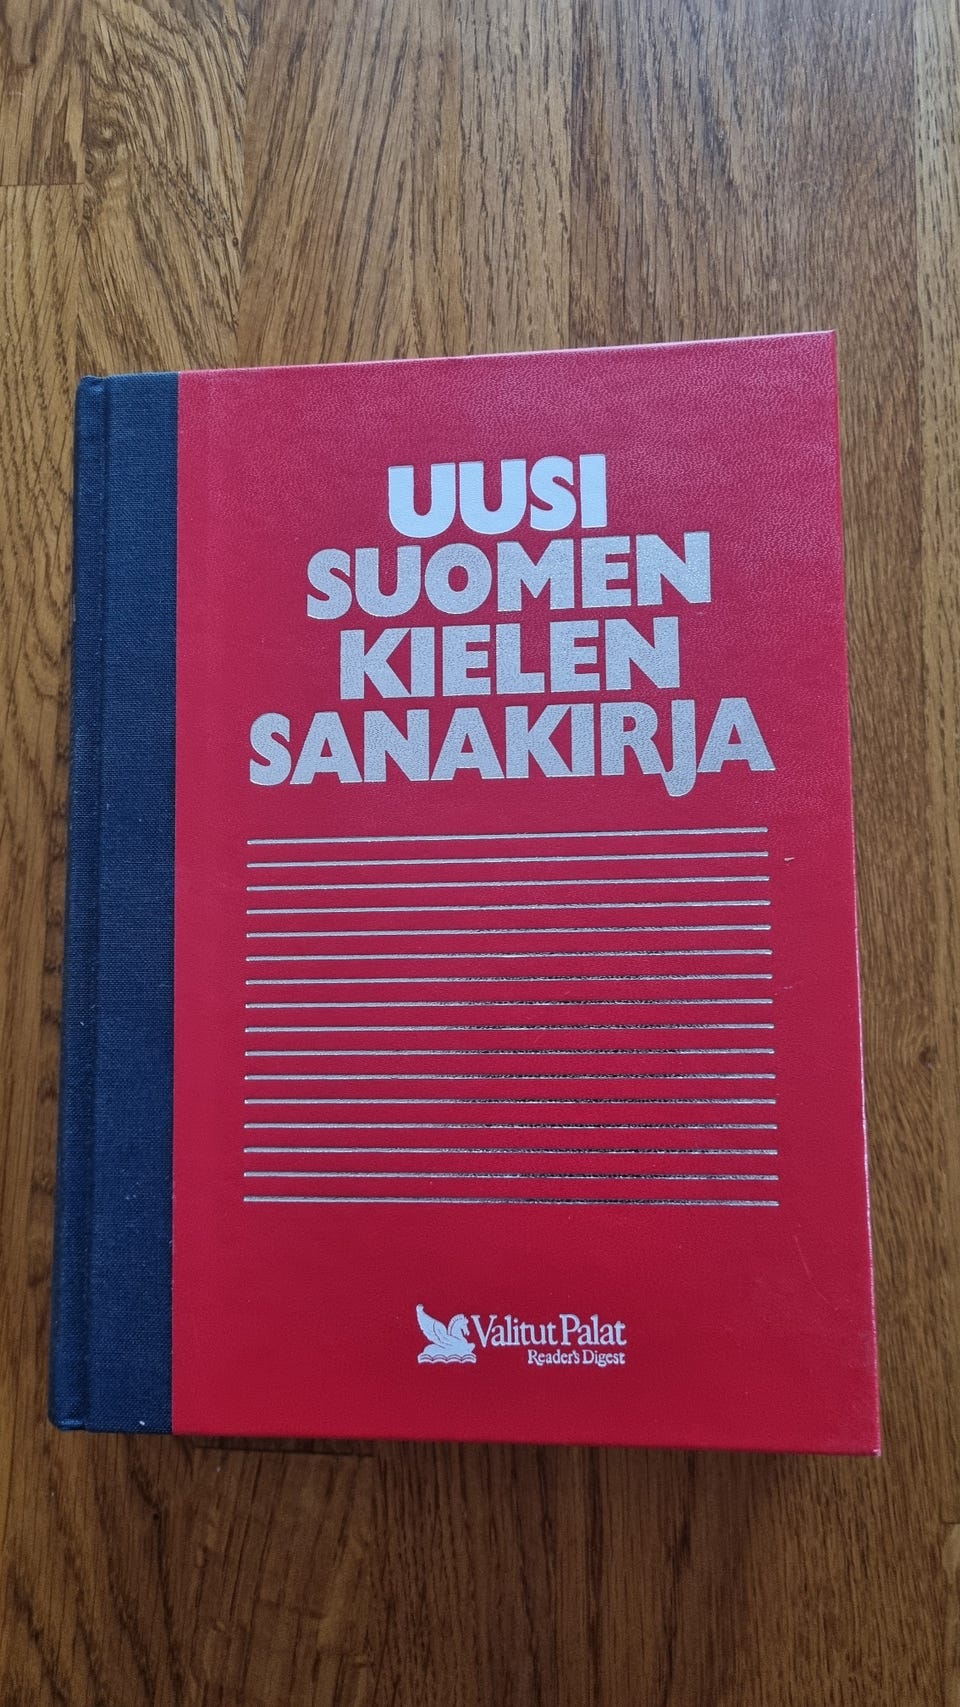 UUSI
SUOMEN
KIELEN
SANAKIRJA
Valitut Palat
Reader's Digest